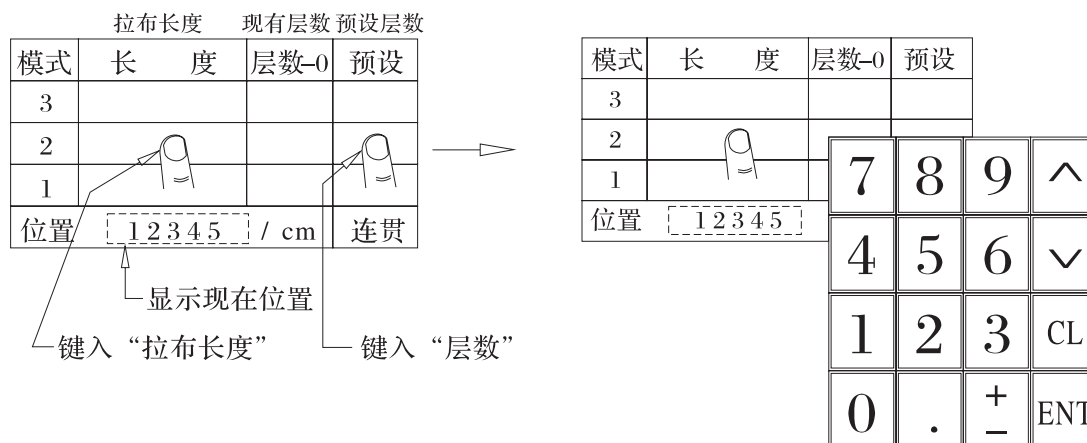 拉布长度 现有层数 预设层数
模式 长 度 层数-0 预设
3
2
1
位置 12345 / cm 连贯
显示现在位置
键入“拉布长度” 键入“层数”
模式 长 度 层数-0 预设
3
2
1
位置 12345
7 8 9 ^
4 5 6 v
1 2 3 CL
0 . + − ENT